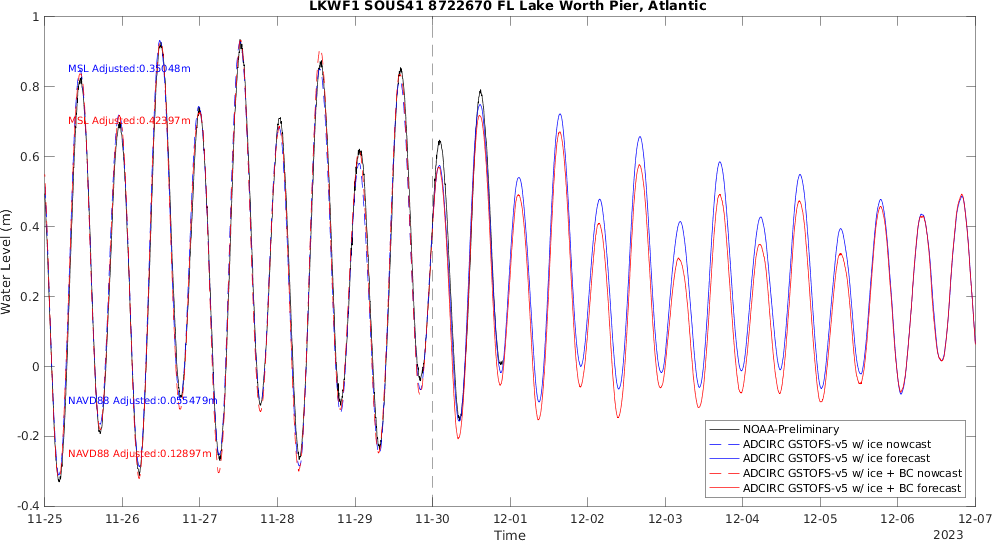 LKWF1 SOUS41 8722670 FL Lake Worth Pier, Atlantic
Water Level (m)
1
0.8
0.6
0.4
0.2
0
-0.2
-0.4
MSL Adjusted:0.35048m
MSL Adjusted:0.42397m
NAVD88 Adjusted:0.055479m
NAVD88 Adjusted:0.12897m
NOAA-Preliminary
ADCIRC GSTOFS-v5 w/ ice nowcast
ADCIRC GSTOFS-v5 w/ ice forecast
ADCIRC GSTOFS-v5 w/ ice + BC nowcast
ADCIRC GSTOFS-v5 w/ ice + BC forecast
11-25 11-26 11-27 11-28 11-29 11-30 12-01 12-02 12-03 12-04 12-05 12-06 12-07
Time
2023